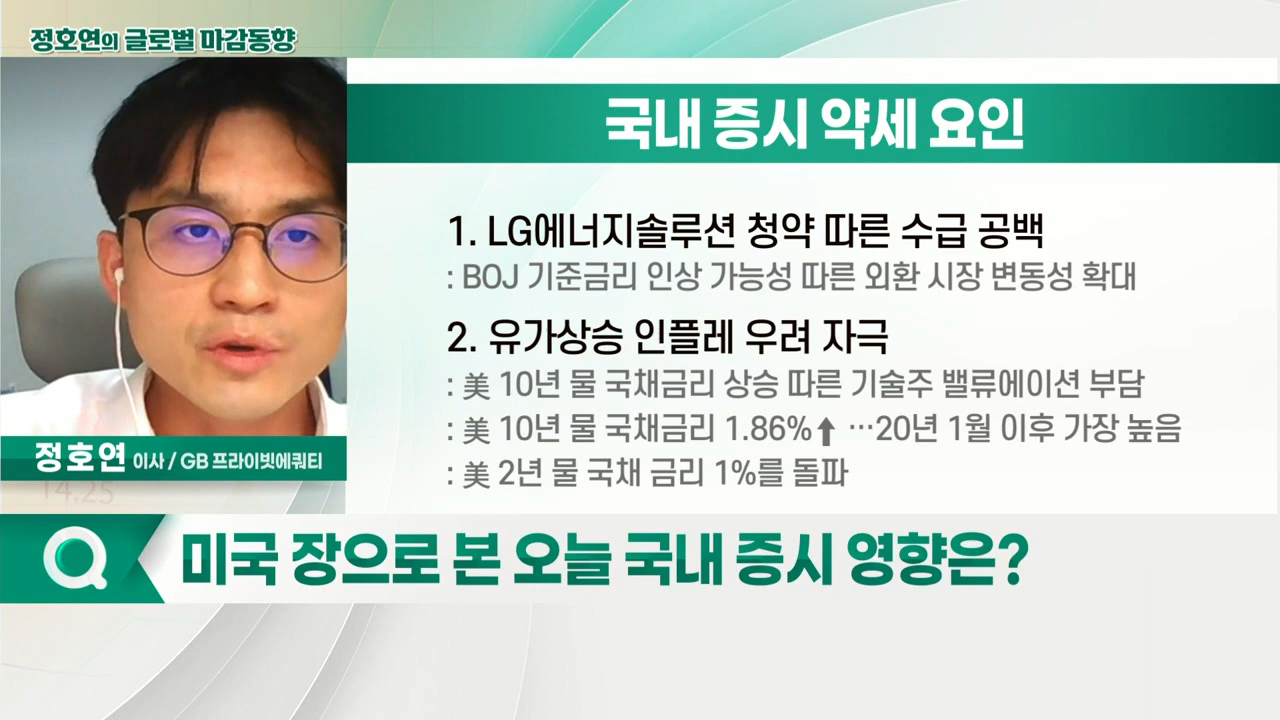 정호연의 글로벌 마감동향
국내 증시 약세 요인
1. LG에너지솔루션 청약 따른 수급 공백
: BOJ 기준금리 인상 가능성 따른 외환 시장 변동성 확대
2. 유가상승 인플레 우려 자극
: 美 10년 물 국채금리 상승 따른 기술주 밸류에이션 부담
: 美 10년 물 국채금리 1.86%↑ …20년 1월 이후 가장 높음
: 美 2년 물 국채 금리 1%를 돌파
정호연 이사 / GB 프라이빗에쿼티
14.25
Q 미국 장으로 본 오늘 국내 증시 영향은?